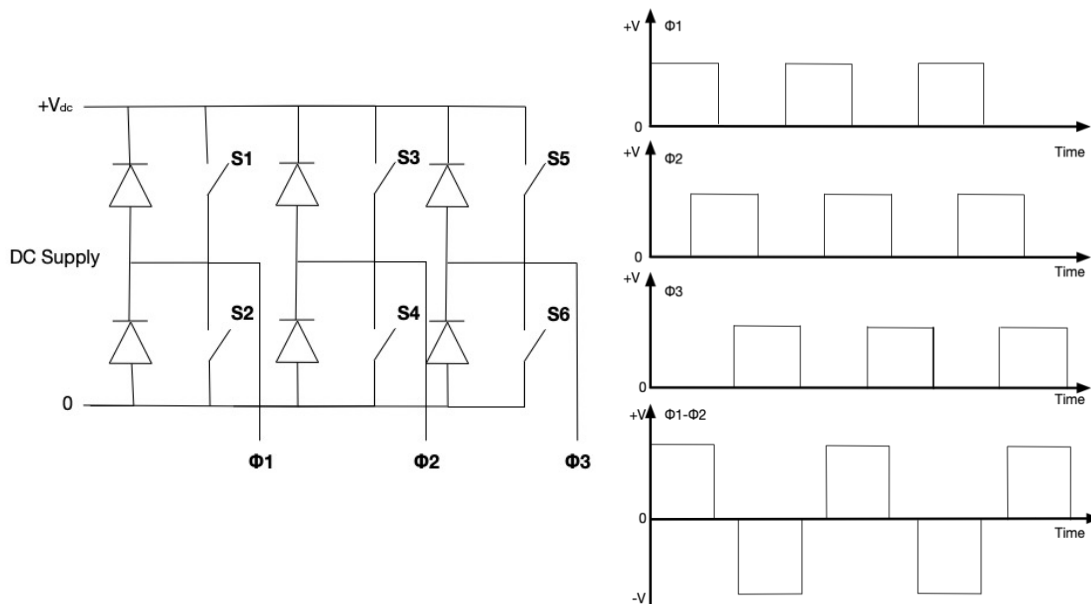 +Vdc
S1
S3
S5
DC Supply
S2
S4
S6
0
Φ1
Φ2
Φ3
+V
Φ1
0
Time
+V
Φ2
0
Time
+V
Φ3
0
Time
+V
Φ1-Φ2
0
Time
-V